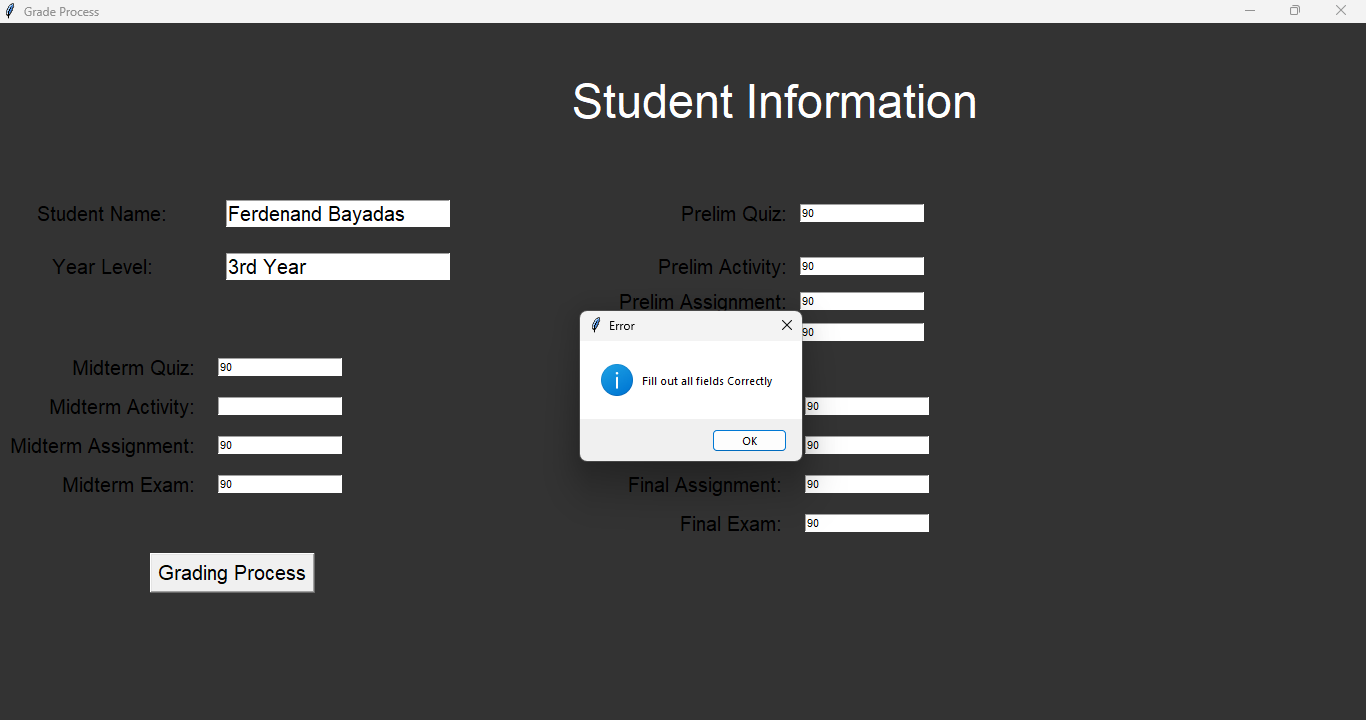 Grade Process
Student Information
Student Name: Ferdenand Bayadas
Prelim Quiz: 90
Year Level: 3rd Year
Prelim Activity: 90
Prelim Assignment: 90
90
Error
Fill out all fields Correctly
OK
Midterm Quiz: 90
Midterm Activity:
90
Midterm Assignment: 90
90
Midterm Exam: 90
Final Assignment: 90
Final Exam: 90
Grading Process